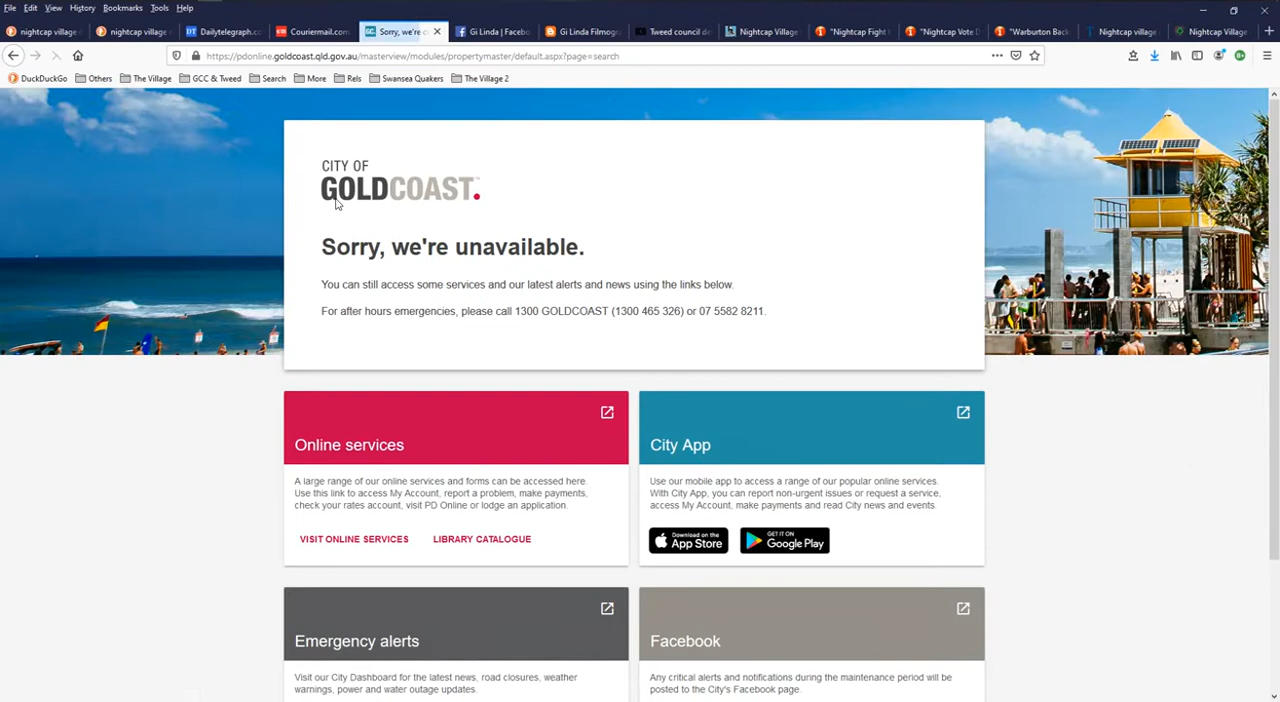 File Edit View History Bookmarks Tools Help
nightcap village nightcap village Dailytelegraph.co Couriermail.com Sorry, we're Gi Linda | Facebo Gi Linda Filmogra Tweed council de Nightcap Village "Nightcap Fight "Nightcap Vote D "Warburton Back Nightcap village Nightcap Village
https://pdonline.goldcoast.qld.gov.au/masterview/modules/propertymaster/default.aspx?page=search
DuckDuckGo Others The Village GCC & Tweed Search More Rels Swansea Quakers The Village 2
CITY OF
GOLDCOAST.
Sorry, we're unavailable.
You can still access some services and our latest alerts and news using the links below.
For after hours emergencies, please call 1300 GOLDCOAST (1300 465 326) or 07 5582 8211.
Online services
A large range of our online services and forms can be accessed here.
Use this link to access My Account, report a problem, make payments,
check your rates account, visit PD Online or lodge an application.
VISIT ONLINE SERVICES LIBRARY CATALOGUE
City App
Use our mobile app to access a range of our popular online services.
With City App, you can report non-urgent issues or request a service,
access My Account, make payments and read City news and events.
Download on the
App Store
GET IT ON
Google Play
Emergency alerts
Visit our City Dashboard for the latest news, road closures, weather
warnings, power and water outage updates.
Facebook
Any critical alerts and notifications during the maintenance period will be
posted to the City's Facebook page.